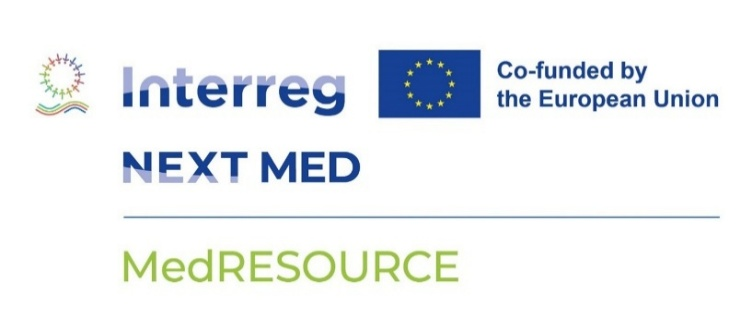 Interreg
Co-funded by
the European Union
NEXT MED
MedRESOURCE